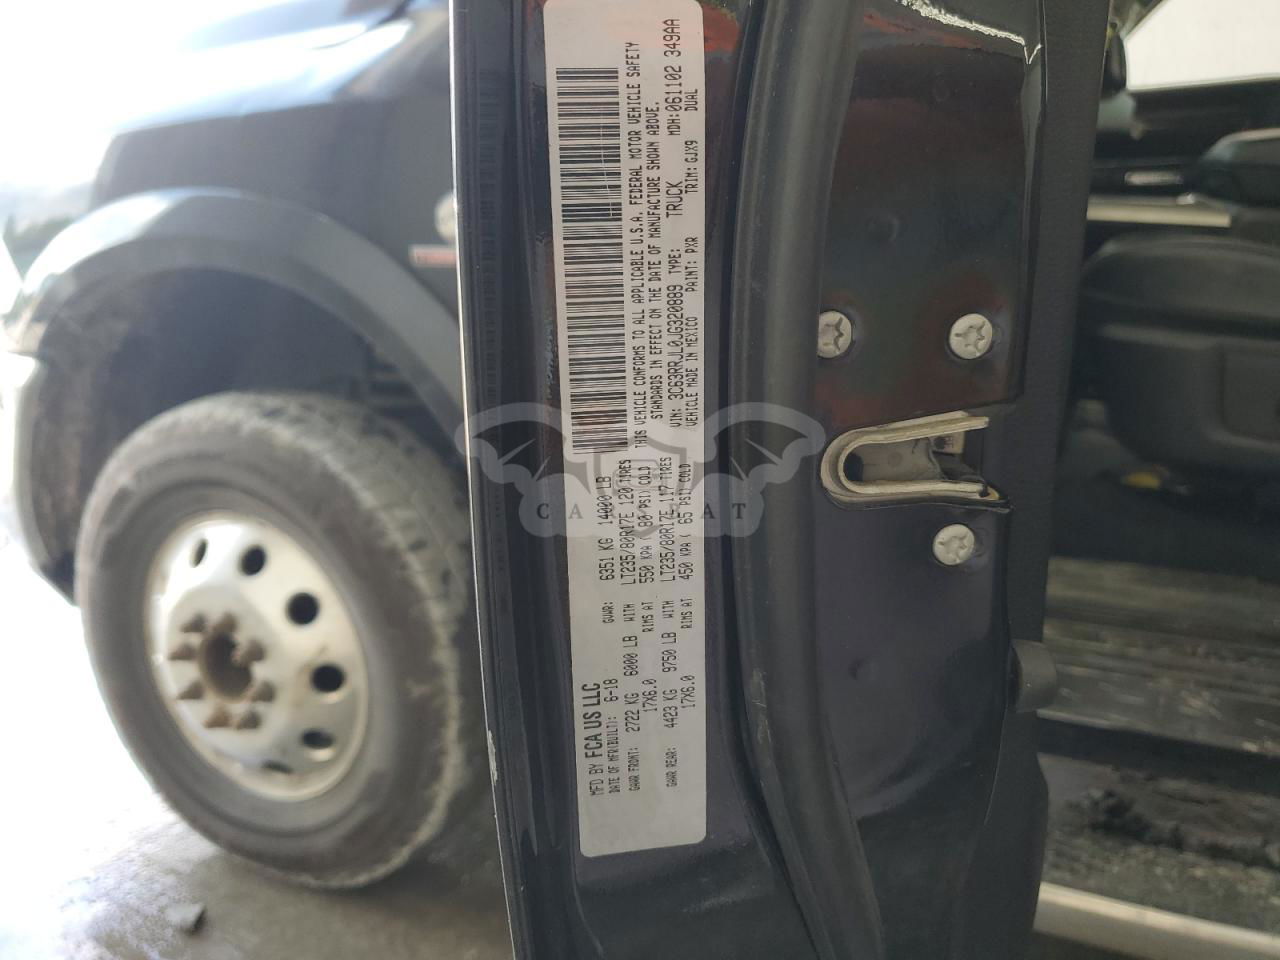 MFD BY FCA US LLC
DATE OF MFR(BUILT): 6-18 GVWR: 6351 KG 14000 LB
GAWR FRONT: 2722 KG 6000 LB WITH LT235/80R17E 120 TIRES
17X6.0 RIMS AT 550 KPA ( 80 PSI) COLD
GAWR REAR: 4423 KG 9750 LB WITH LT235/80R17E 117 TIRES
17X6.0 RIMS AT 450 KPA ( 65 PSI) COLD
THIS VEHICLE CONFORMS TO ALL APPLICABLE U.S.A. FEDERAL MOTOR VEHICLE SAFETY
STANDARDS IN EFFECT ON THE DATE OF MANUFACTURE SHOWN ABOVE.
VIN: 3C63RRJL0JG320889 TYPE: TRUCK MDH:061102 349AA
VEHICLE MADE IN MEXICO PAINT: PXR TRIM: GJX9 DUAL